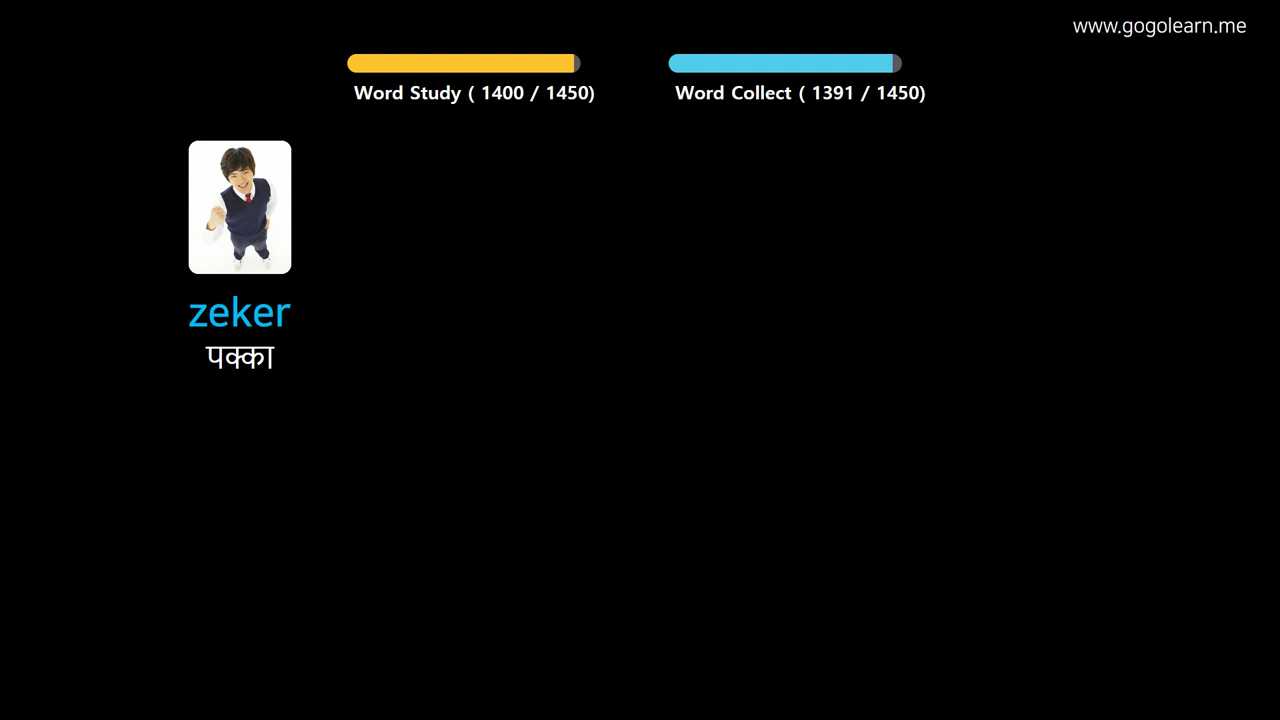 www.gogolearn.me
Word Study ( 1400 / 1450)
Word Collect ( 1391 / 1450)
zeker
पक्का